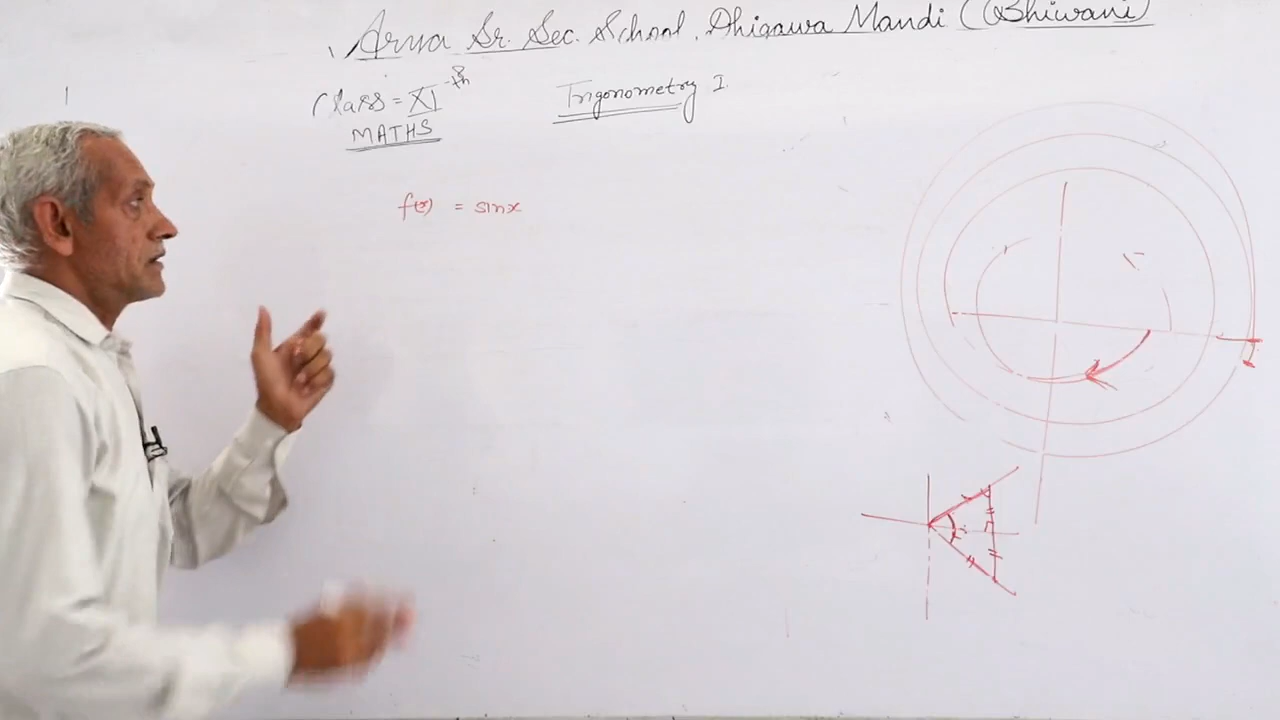 Arya Sr. Sec. School, Dhigawa Mandi (Bhiwani)
Class = XI th
Trigonometry I
MATHS
f(x) = sinx